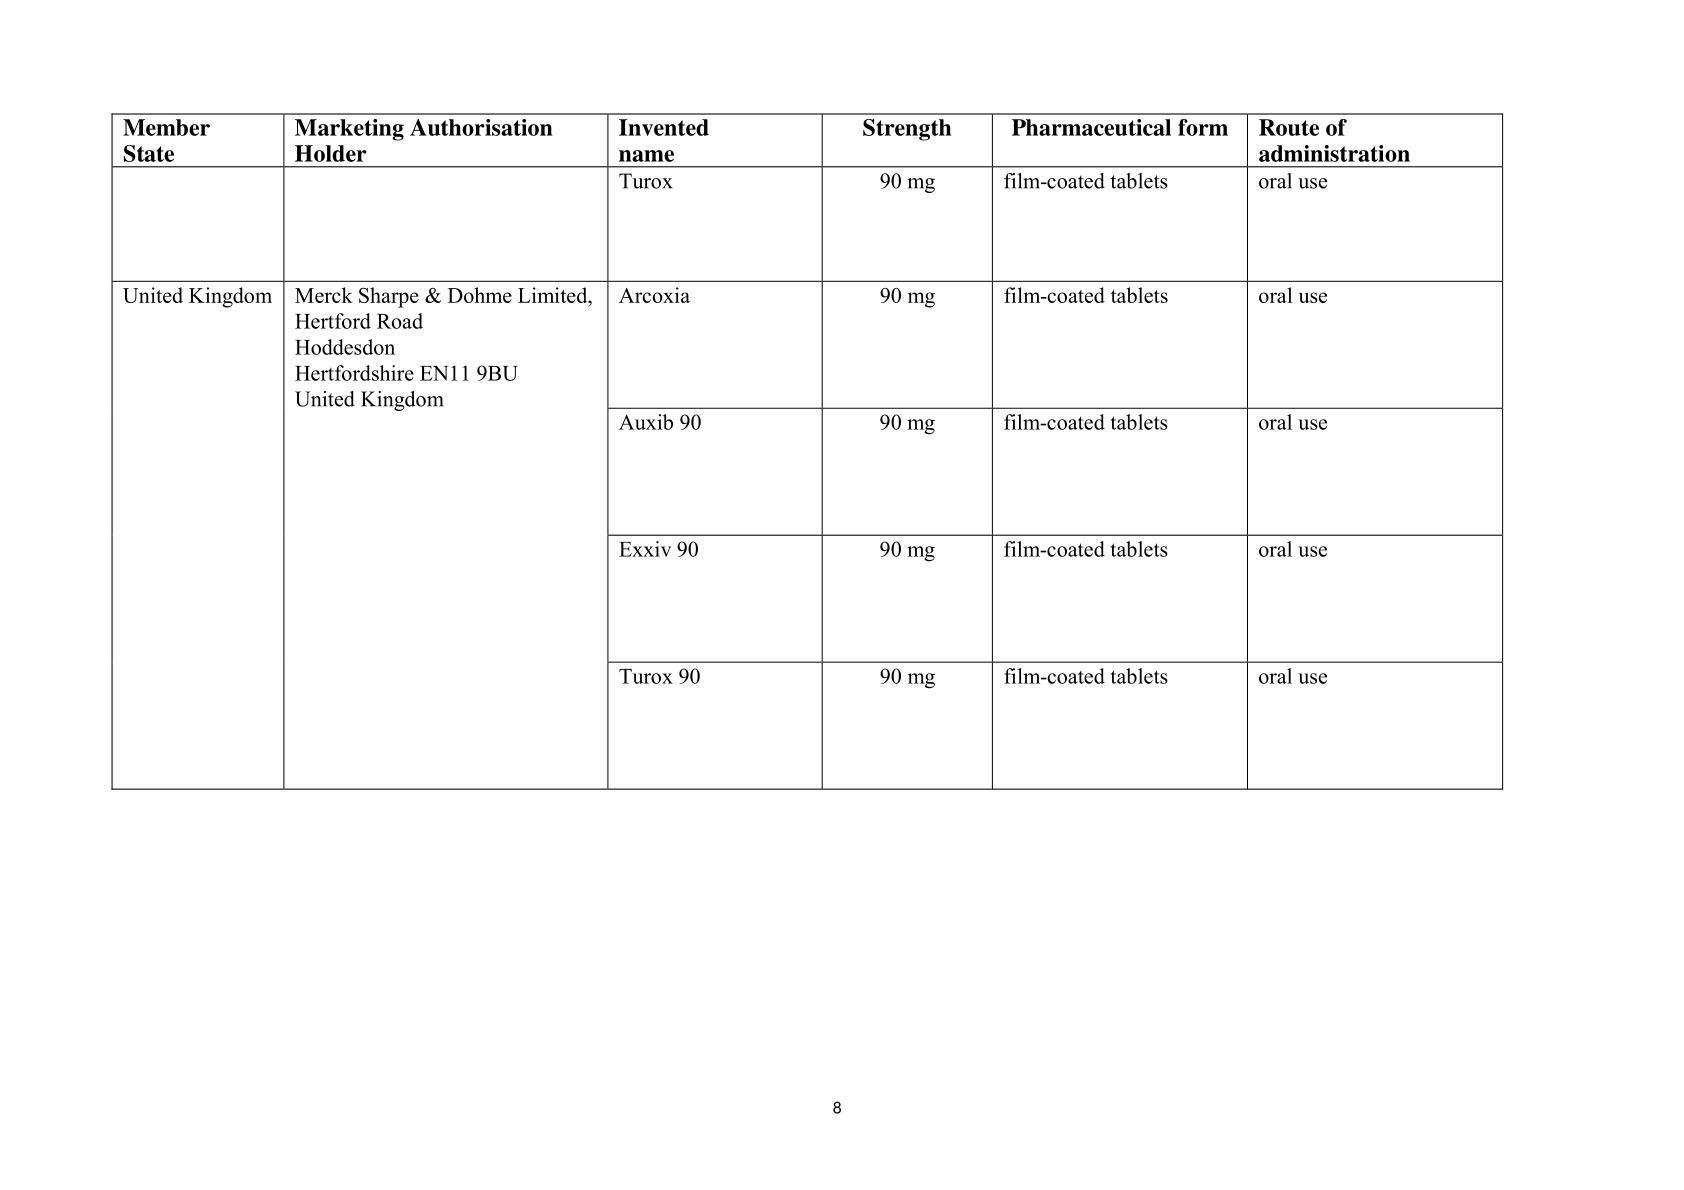 Member State
Marketing Authorisation Holder
Invented name
Strength
Pharmaceutical form
Route of administration
Turox
90 mg
film-coated tablets
oral use
United Kingdom
Merck Sharpe & Dohme Limited,
Hertford Road
Hoddesdon
Hertfordshire EN11 9BU
United Kingdom
Arcoxia
90 mg
film-coated tablets
oral use
Auxib 90
90 mg
film-coated tablets
oral use
Exxiv 90
90 mg
film-coated tablets
oral use
Turox 90
90 mg
film-coated tablets
oral use
8